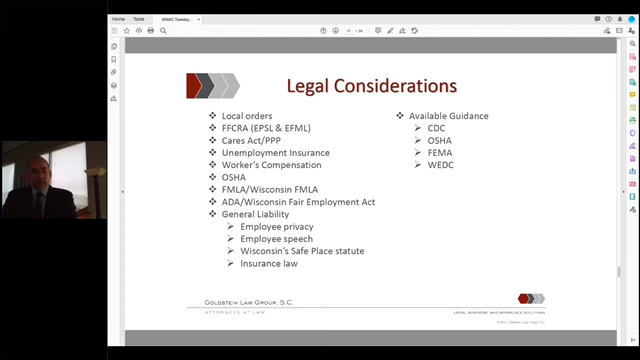 Home
Tools
MMAC Tuesday...
Legal Considerations
Local orders
FFCRA (EPSL & EFML)
Cares Act/PPP
Unemployment Insurance
Worker's Compensation
OSHA
FMLA/Wisconsin FMLA
ADA/Wisconsin Fair Employment Act
General Liability
Employee privacy
Employee speech
Wisconsin's Safe Place statute
Insurance law
Available Guidance
CDC
OSHA
FEMA
WEDC
GOLDSTEIN LAW GROUP, S.C.
ATTORNEYS AT LAW
LEGAL, BUSINESS, AND WORKPLACE SOLUTIONS